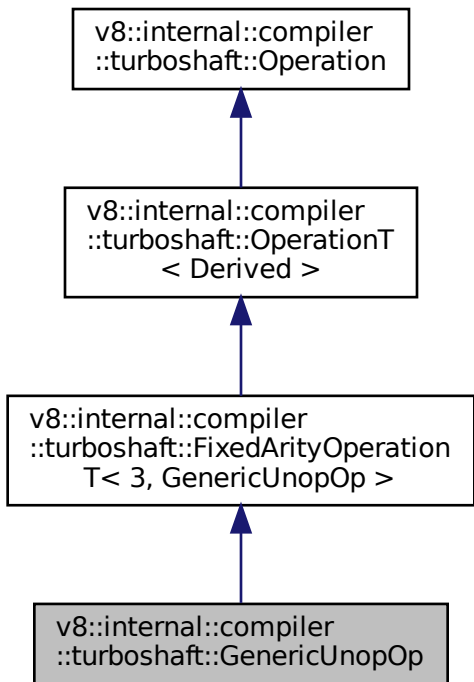 v8::internal::compiler
::turboshaft::Operation
v8::internal::compiler
::turboshaft::OperationT
< Derived >
v8::internal::compiler
::turboshaft::FixedArityOperation
T< 3, GenericUnopOp >
v8::internal::compiler
::turboshaft::GenericUnopOp